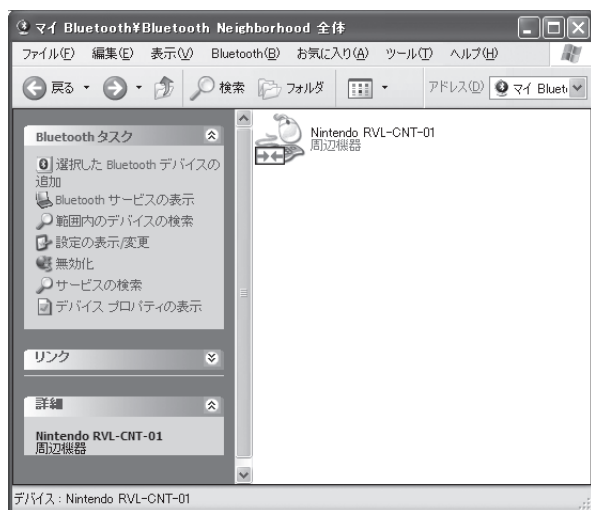 マイ Bluetooth¥Bluetooth Neighborhood 全体
ファイル(F) 編集(E) 表示(V) Bluetooth(B) お気に入り(A) ツール(T) ヘルプ(H)
戻る 検索 フォルダ アドレス(D) マイ Bluet
Bluetooth タスク
選択した Bluetooth デバイスの
追加
Bluetooth サービスの表示
範囲内のデバイスの検索
設定の表示/変更
無効化
サービスの検索
デバイス プロパティの表示
リンク
詳細
Nintendo RVL-CNT-01
周辺機器
Nintendo RVL-CNT-01
周辺機器
デバイス : Nintendo RVL-CNT-01